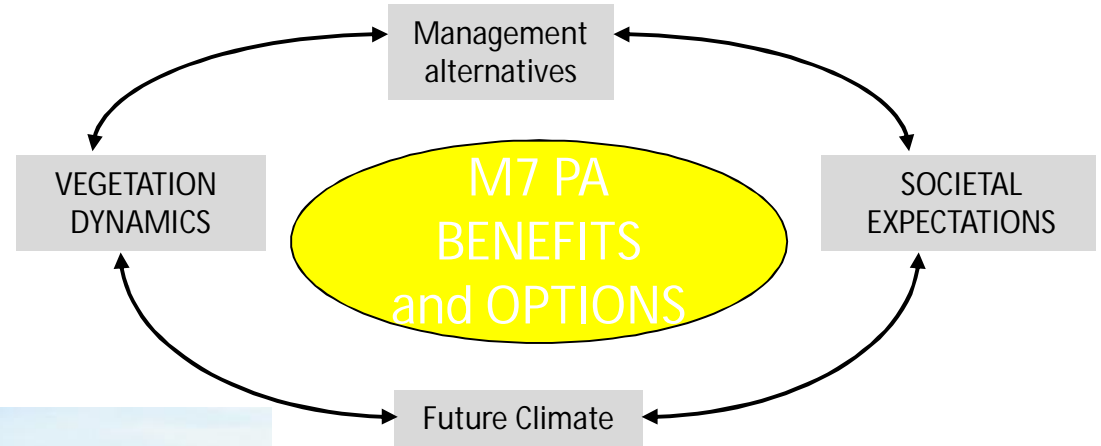 Management
alternatives
VEGETATION
DYNAMICS
M7 PA
BENEFITS
and OPTIONS
SOCIETAL
EXPECTATIONS
Future Climate